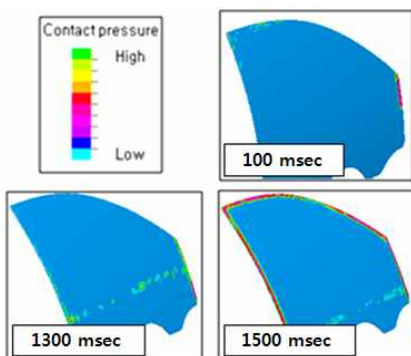 Contact pressure
High
Low
100 msec
1300 msec
1500 msec